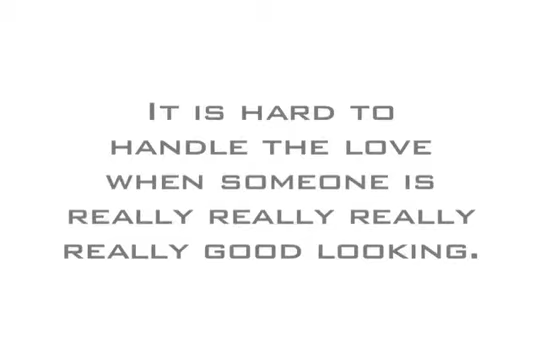 It is hard to
handle the love
when someone is
really really really
really good looking.